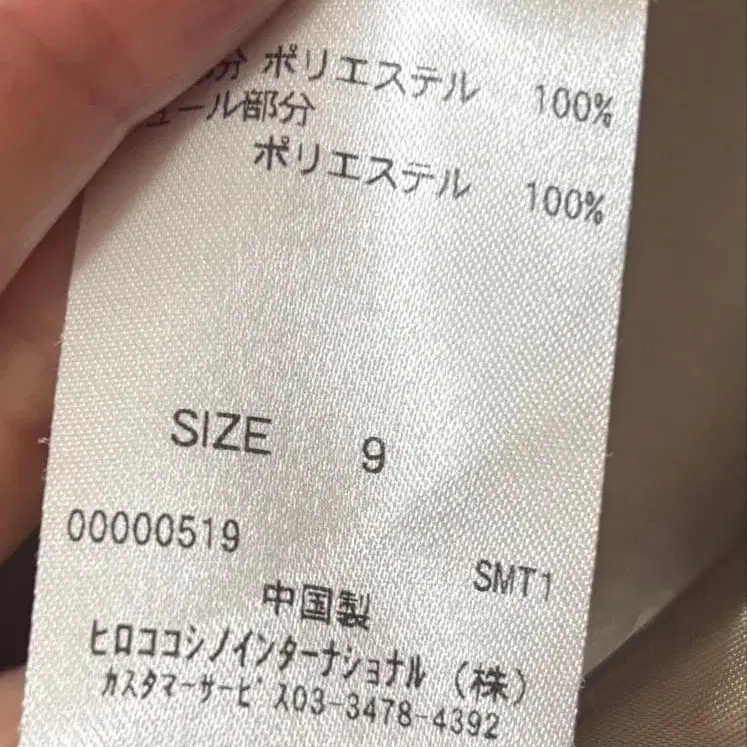 分 ポリエステル 100%
ュール部分
ポリエステル 100%
SIZE 9
00000519
SMT1
中国製
ヒロココシノインターナショナル（株）
カスタマーサービス03-3478-4392